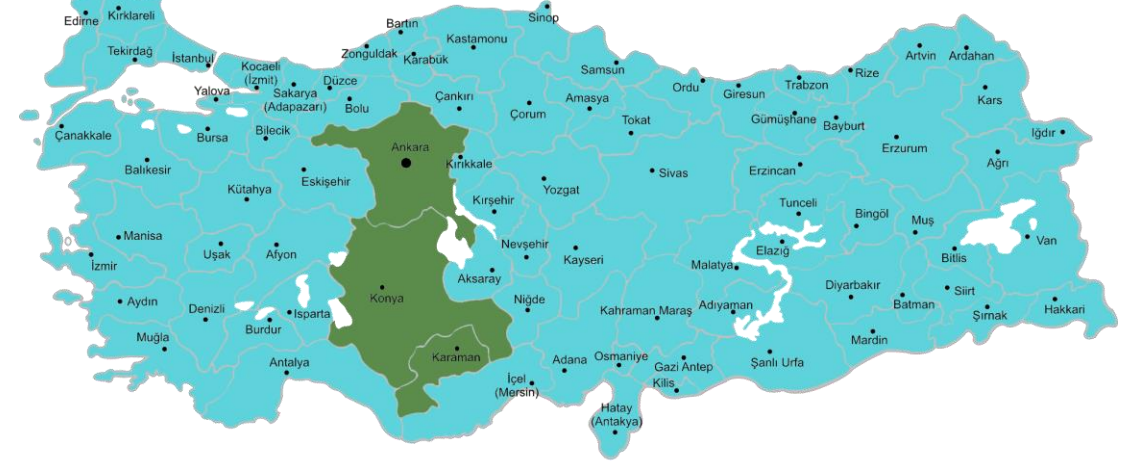 Edirne
Kırklareli
Tekirdağ
İstanbul
Kocaeli
(İzmit)
Yalova
Sakarya
(Adapazarı)
Düzce
Bolu
Zonguldak
Bartın
Karabük
Kastamonu
Sinop
Çankırı
Samsun
Çorum
Amasya
Tokat
Ordu
Giresun
Trabzon
Rize
Artvin
Ardahan
Kars
Gümüşhane
Bayburt
Erzurum
Iğdır
Ağrı
Çanakkale
Bursa
Bilecik
Balıkesir
Eskişehir
Kütahya
Ankara
Kırıkkale
Kırşehir
Yozgat
Sivas
Erzincan
Tunceli
Bingöl
Muş
Elazığ
Bitlis
Van
Manisa
İzmir
Uşak
Afyon
Nevşehir
Aksaray
Kayseri
Malatya
Konya
Niğde
Kahraman Maraş
Adıyaman
Diyarbakır
Batman
Siirt
Şırnak
Hakkari
Aydın
Denizli
Burdur
Isparta
Muğla
Antalya
Karaman
İçel
(Mersin)
Adana
Osmaniye
Gazi Antep
Kilis
Şanlı Urfa
Mardin
Hatay
(Antakya)